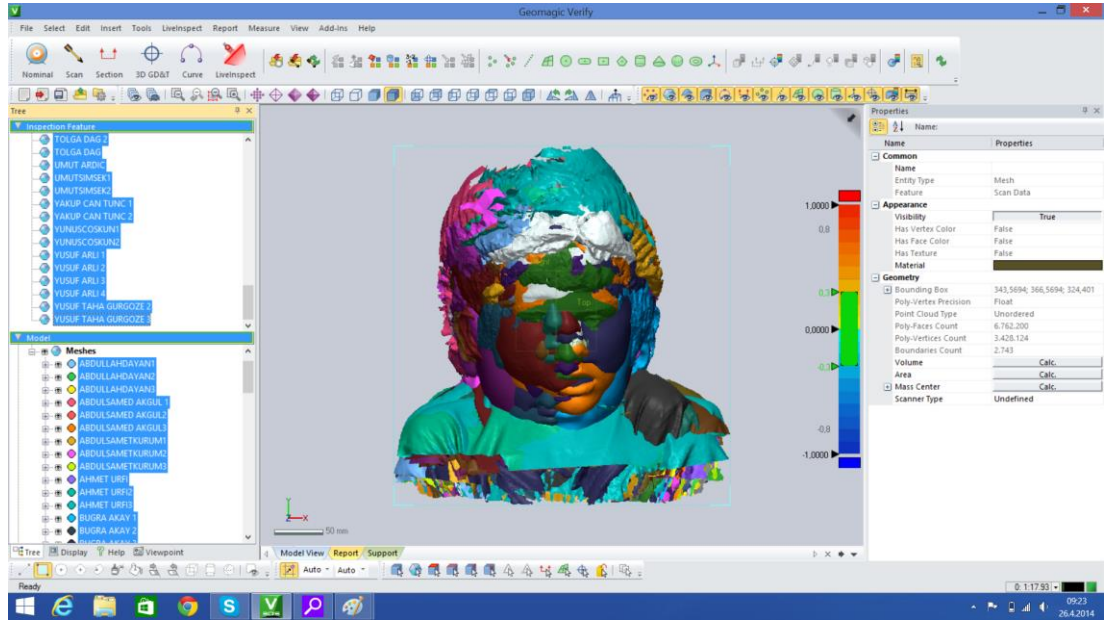 Geomagic Verify
File Select Edit Insert Tools LiveInspect Report Measure View Add-Ins Help
Nominal Scan Section 3D GD&T Curve LiveInspect
Tree
Inspection Feature
TOLGA DAG 2
TOLGA DAG
UMUT ARDIC
UMUTSIMSEK1
UMUTSIMSEK2
YAKUP CAN TUNC 1
YAKUP CAN TUNC 2
YUNUSCOSKUN1
YUNUSCOSKUN2
YUSUF ARLI 1
YUSUF ARLI 2
YUSUF ARLI 3
YUSUF ARLI 4
YUSUF TAHA GURGOZE 2
YUSUF TAHA GURGOZE 3
Model
Meshes
ABDULLAHDAYAN1
ABDULLAHDAYAN2
ABDULLAHDAYAN3
ABDULSAMED AKGUL 1
ABDULSAMED AKGUL2
ABDULSAMED AKGUL3
ABDULSAMETKURUM1
ABDULSAMETKURUM2
ABDULSAMETKURUM3
AHMET URFI
AHMET URFI2
AHMET URFI3
BUGRA AKAY 1
BUGRA AKAY 2
Tree Display Help Viewpoint
Top
1,0000
0,8
0,3
0,0000
-0,3
-0,8
-1,0000
Y
Z X
50 mm
Model View Report Support
Auto Auto
Properties
Name:
Name Properties
Common
Name
Entity Type Mesh
Feature Scan Data
Appearance
Visibility True
Has Vertex Color False
Has Face Color False
Has Texture False
Material
Geometry
Bounding Box 343,5694; 366,5694; 324,401
Poly-Vertex Precision Float
Point Cloud Type Unordered
Poly-Faces Count 6.762.200
Poly-Vertices Count 3.428.124
Boundaries Count 2.743
Volume Calc.
Area Calc.
Mass Center Calc.
Scanner Type Undefined
Ready
0: 1:17.93
09:23
26.4.2014